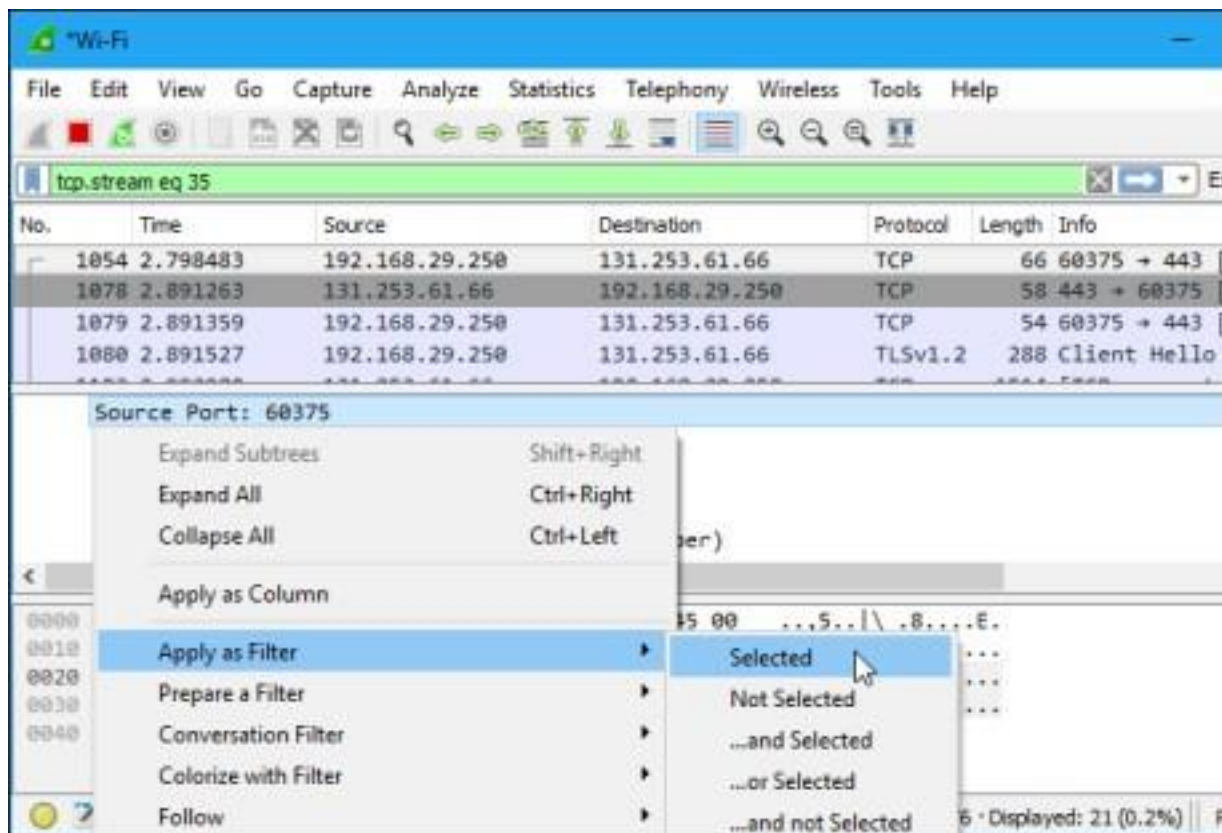 *Wi-Fi
File Edit View Go Capture Analyze Statistics Telephony Wireless Tools Help
tcp.stream eq 35
No. Time Source Destination Protocol Length Info
1054 2.798483 192.168.29.250 131.253.61.66 TCP 66 60375 → 443 [
1078 2.891263 131.253.61.66 192.168.29.250 TCP 58 443 → 60375 [
1079 2.891359 192.168.29.250 131.253.61.66 TCP 54 60375 → 443 [
1080 2.891527 192.168.29.250 131.253.61.66 TLSv1.2 288 Client Hello
Source Port: 60375
Expand Subtrees Shift+Right
Expand All Ctrl+Right
Collapse All Ctrl+Left
ber)
Apply as Column
0000 45 00 ...5..|\ .8....E.
0010 Apply as Filter Selected ...
0020 ...
Prepare a Filter Not Selected
0030 ...
0040 Conversation Filter ...and Selected
Colorize with Filter ...or Selected
Follow ...and not Selected 6 · Displayed: 21 (0.2%)